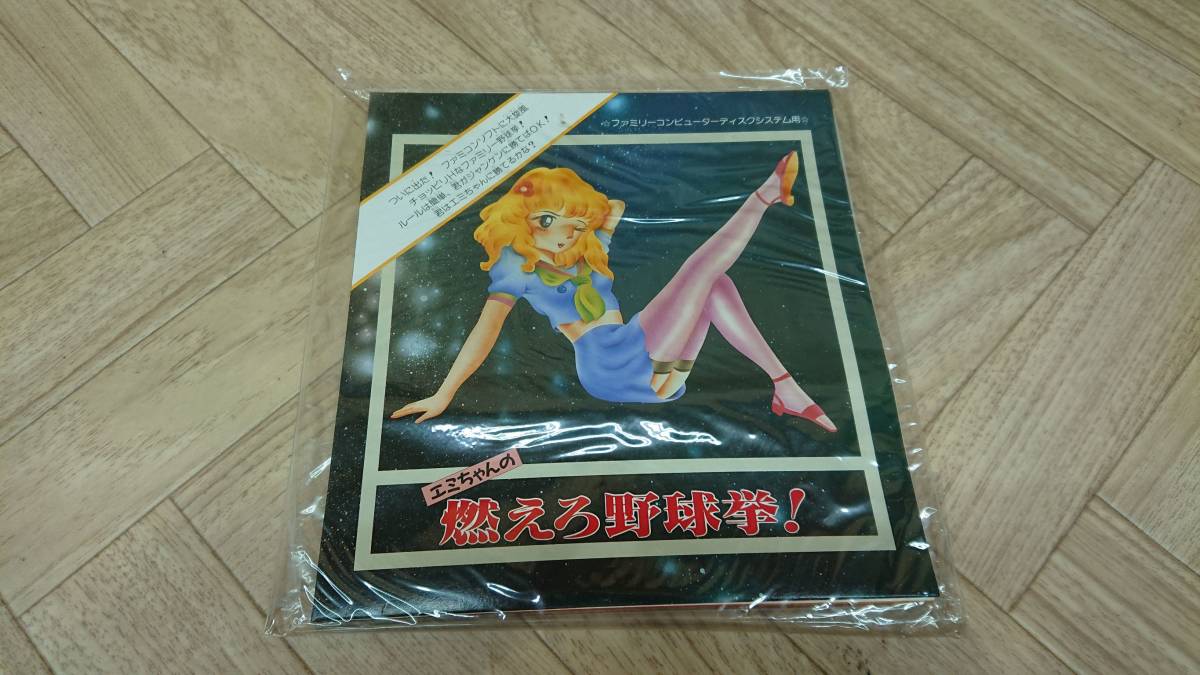 ついに出た! ファミコンソフトに大旋風
チョッピリHなファミリー野球拳!
ルールは簡単、君がジャンケンに勝てばOK!
君はエミちゃんに勝てるかな?
☆ファミリーコンピューターディスクシステム用☆
エミちゃんの
燃えろ野球拳!